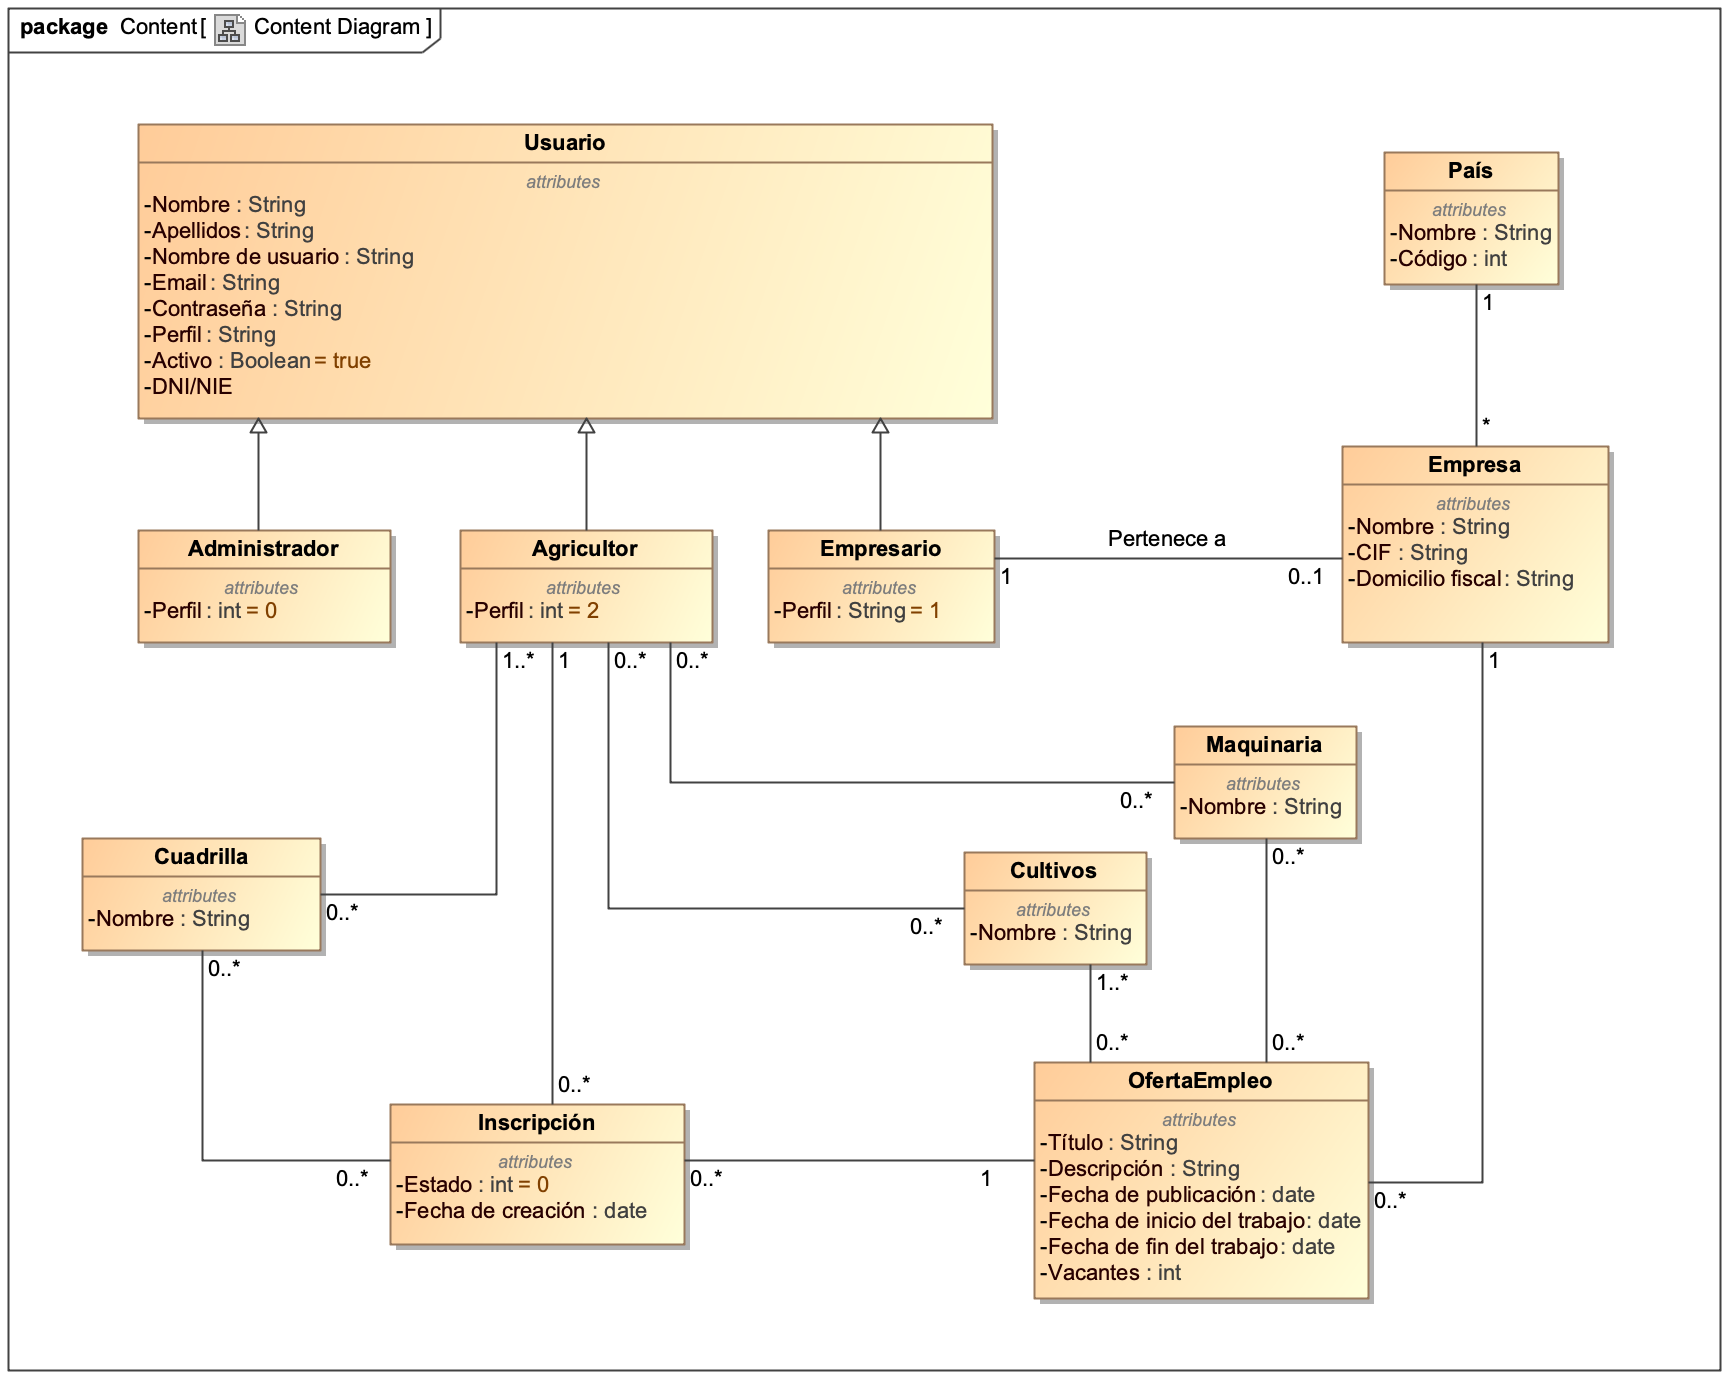 package Content[ Content Diagram ]
Usuario
attributes
-Nombre : String
-Apellidos : String
-Nombre de usuario : String
-Email : String
-Contraseña : String
-Perfil : String
-Activo : Boolean = true
-DNI/NIE
País
attributes
-Nombre : String
-Código : int
1
*
Empresa
attributes
-Nombre : String
-CIF : String
-Domicilio fiscal : String
Administrador
attributes
-Perfil : int = 0
Agricultor
attributes
-Perfil : int = 2
Empresario
attributes
-Perfil : String = 1
Pertenece a
1
0..1
1..*
1
0..*
0..*
1
Maquinaria
attributes
-Nombre : String
0..*
0..*
Cuadrilla
attributes
-Nombre : String
0..*
0..*
Cultivos
attributes
-Nombre : String
0..*
1..*
0..*
0..*
0..*
Inscripción
attributes
-Estado : int = 0
-Fecha de creación : date
0..*
0..*
1
OfertaEmpleo
attributes
-Título : String
-Descripción : String
-Fecha de publicación : date
-Fecha de inicio del trabajo : date
-Fecha de fin del trabajo : date
-Vacantes : int
0..*